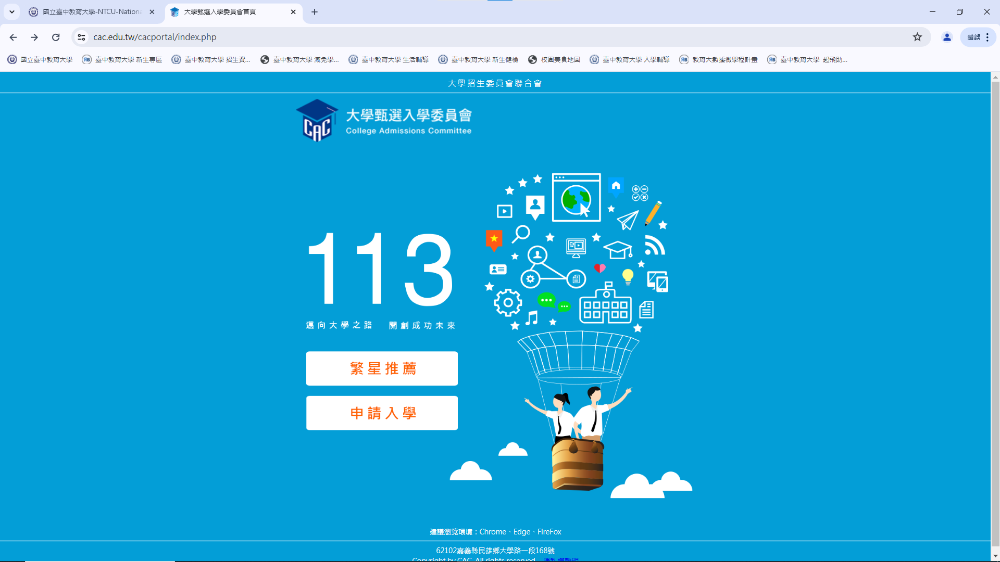 國立臺中教育大學-NTCU-Nationa
大學甄選入學委員會首頁
cac.edu.tw/cacportal/index.php
錯誤
國立臺中教育大學
臺中教育大學 新生專區
臺中教育大學 招生資...
臺中教育大學 減免學...
臺中教育大學 生活輔導
臺中教育大學 新生健檢
校園美食地圖
臺中教育大學 入學輔導
教育大數據微學程計畫
臺中教育大學 起飛助...
大學招生委員會聯合會
CAC
大學甄選入學委員會
College Admissions Committee
113
邁向大學之路 開創成功未來
繁星推薦
申請入學
建議瀏覽環境：Chrome、Edge、FireFox
62102嘉義縣民雄鄉大學路一段168號
Copyright by CAC. All rights reserved. 隱私權聲明